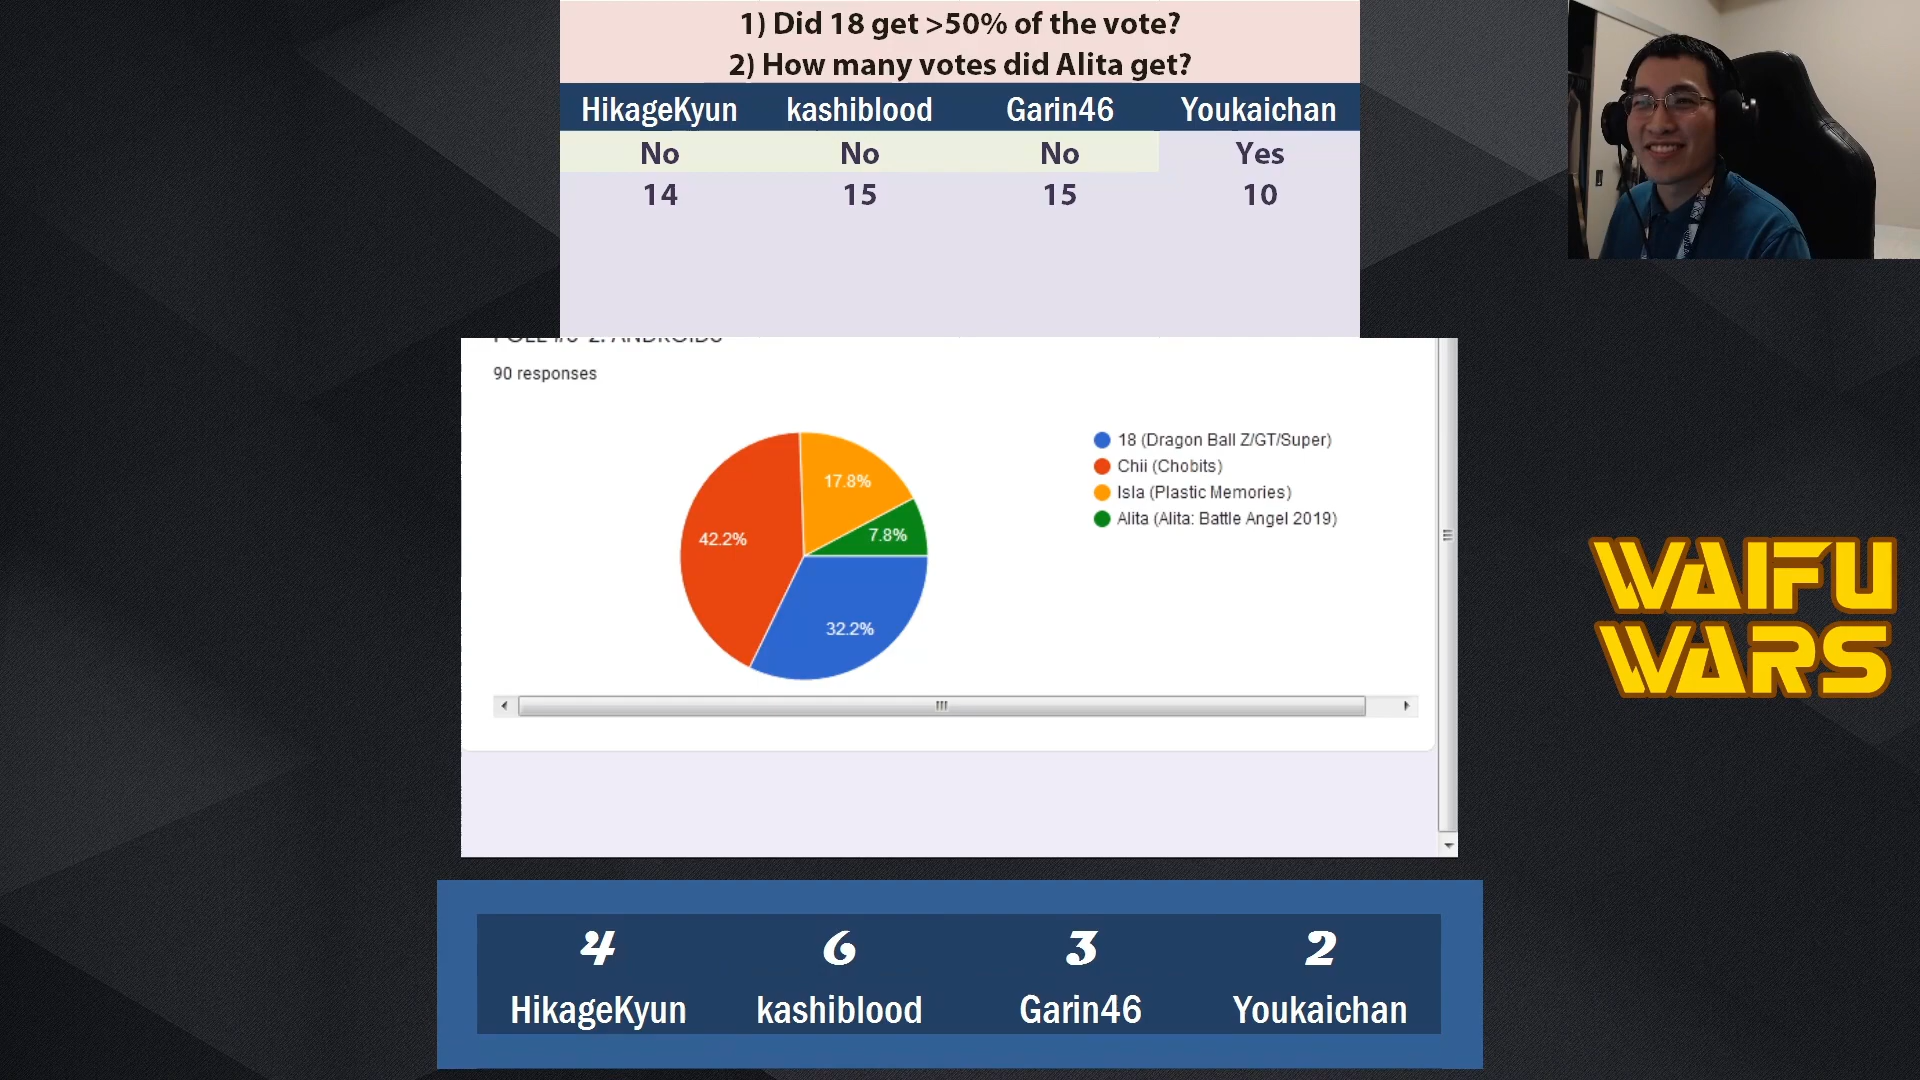 1) Did 18 get >50% of the vote?
2) How many votes did Alita get?
HikageKyun kashiblood Garin46 Youkaichan
No No No Yes
14 15 15 10
90 responses
18 (Dragon Ball Z/GT/Super)
Chii (Chobits)
Isla (Plastic Memories)
Alita (Alita: Battle Angel 2019)
17.8%
7.8%
42.2%
32.2%
WAIFU
WARS
4 6 3 2
HikageKyun kashiblood Garin46 Youkaichan